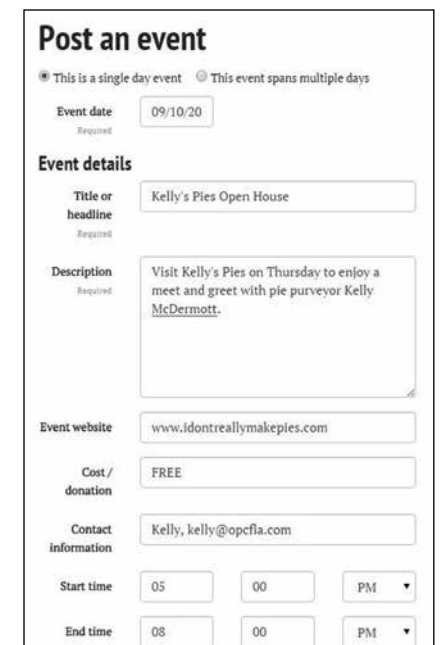 Post an event
This is a single day event This event spans multiple days
Event date 09/10/20
Required
Event details
Title or Kelly's Pies Open House
headline
Required
Description Visit Kelly's Pies on Thursday to enjoy a
Required meet and greet with pie purveyor Kelly
McDermott.
Event website www.idontreallymakepies.com
Cost / FREE
donation
Contact Kelly, kelly@opcfla.com
information
Start time 05 00 PM
End time 08 00 PM